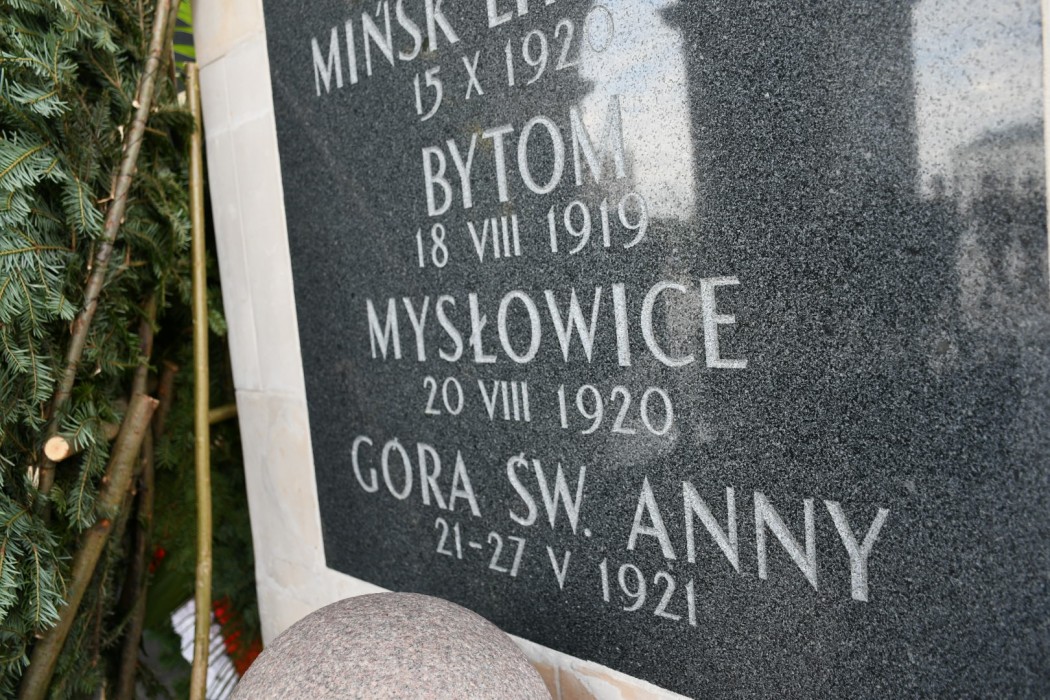 MIŃSK
15 X 1920
BYTOM
18 VIII 1919
MYSŁOWICE
20 VIII 1920
GÓRA ŚW. ANNY
21-27 V 1921